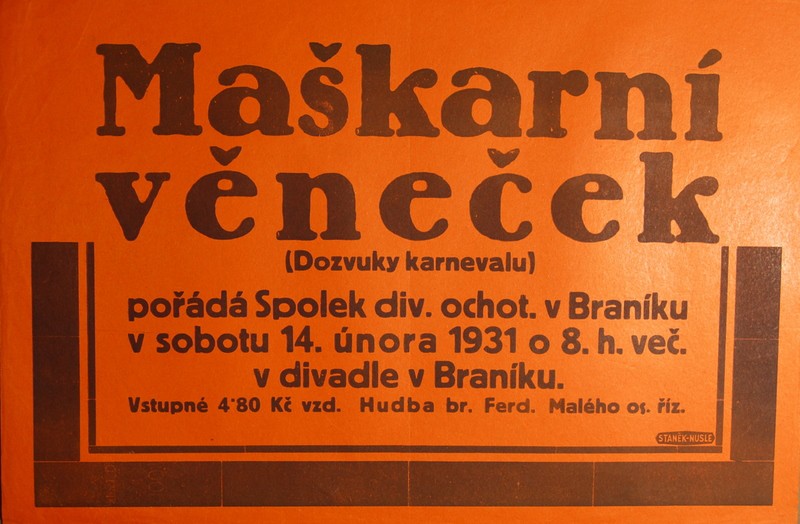 Maškarní
věneček
(Dozvuky karnevalu)
pořádá Spolek div. ochot. v Braníku
v sobotu 14. února 1931 o 8. h. več.
v divadle v Braníku.
Vstupné 4·80 Kč vzd. Hudba br. Ferd. Malého os. říz.
STANĚK-NUSLE